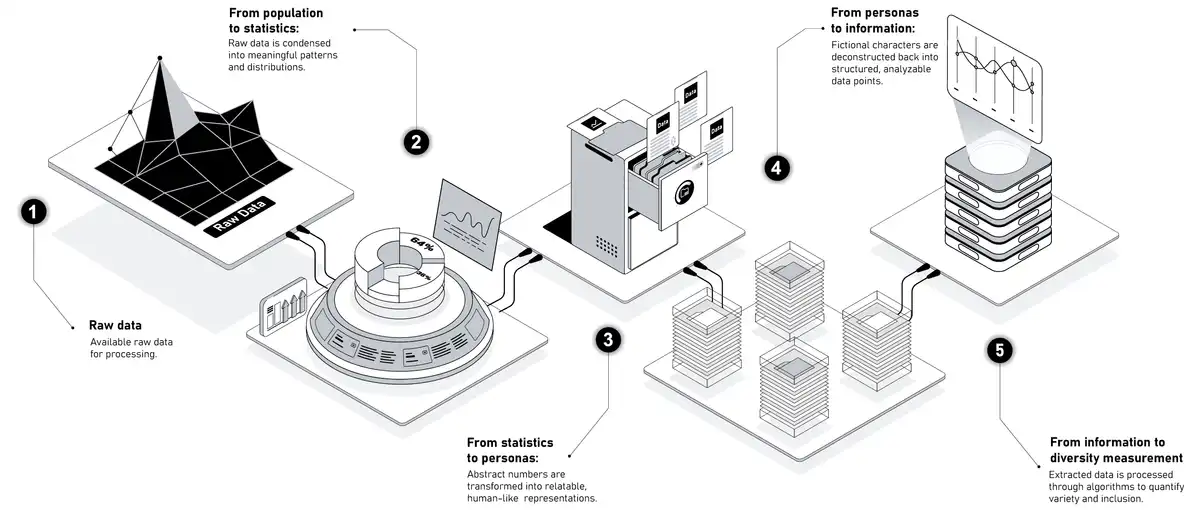 1
Raw data
Available raw data
for processing.
Raw Data
From population
to statistics:
Raw data is condensed
into meaningful patterns
and distributions.
2
64%
Data
Data
Data
3
From statistics
to personas:
Abstract numbers are
transformed into relatable,
human-like representations.
From personas
to information:
Fictional characters are
deconstructed back into
structured, analyzable
data points.
4
5
From information to
diversity measurement
Extracted data is processed
through algorithms to quantify
variety and inclusion.